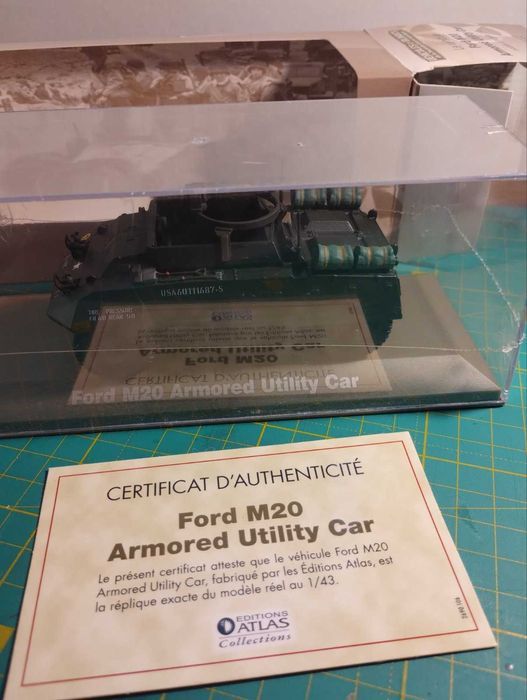 USA60111687-S
TIRE PRESSURE
Ford M20 Armored Utility Car
CERTIFICAT D'AUTHENTICITÉ
Ford M20
Armored Utility Car
Le présent certificat atteste que le véhicule Ford M20
Armored Utility Car, fabriqué par les Éditions Atlas, est
la réplique exacte du modèle réel au 1/43.
EDITIONS
ATLAS
Collections